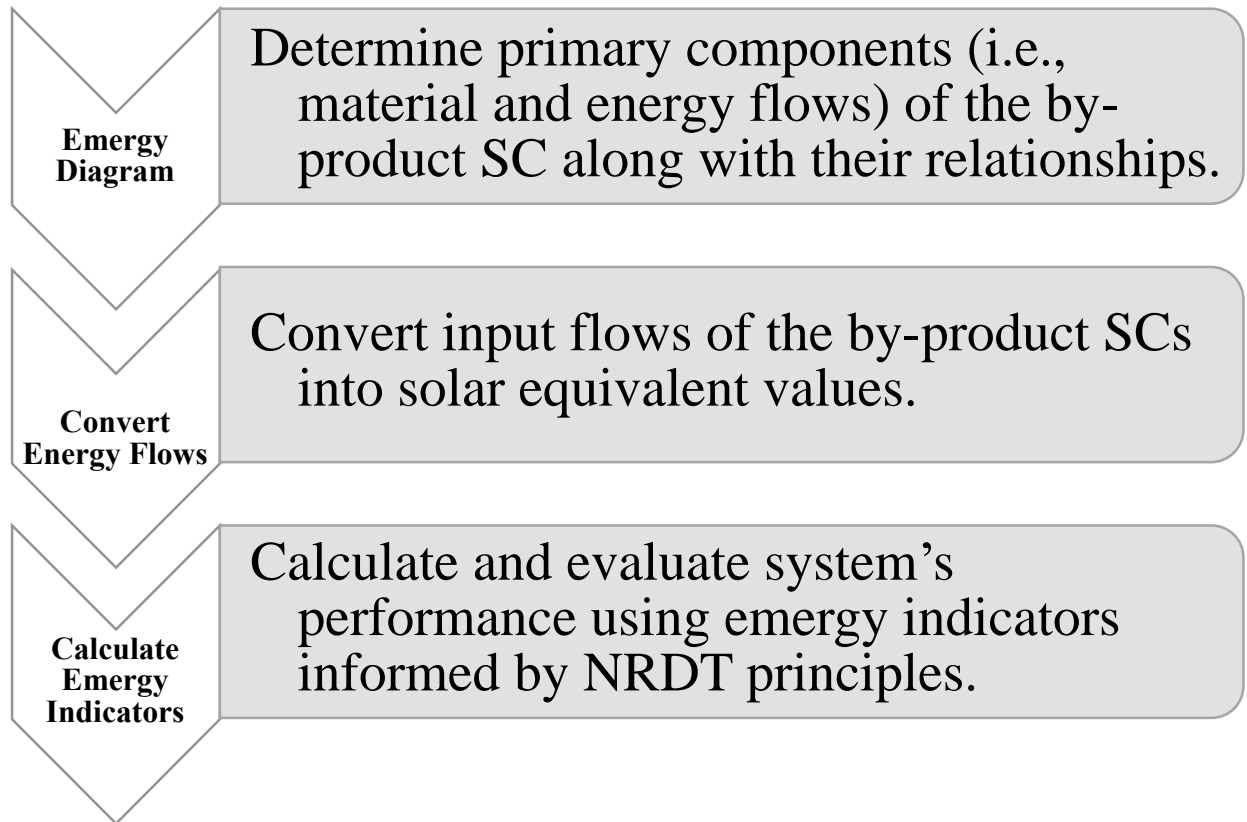 Emergy
Diagram
Determine primary components (i.e.,
material and energy flows) of the by-
product SC along with their relationships.
Convert
Energy Flows
Convert input flows of the by-product SCs
into solar equivalent values.
Calculate
Emergy
Indicators
Calculate and evaluate system’s
performance using emergy indicators
informed by NRDT principles.